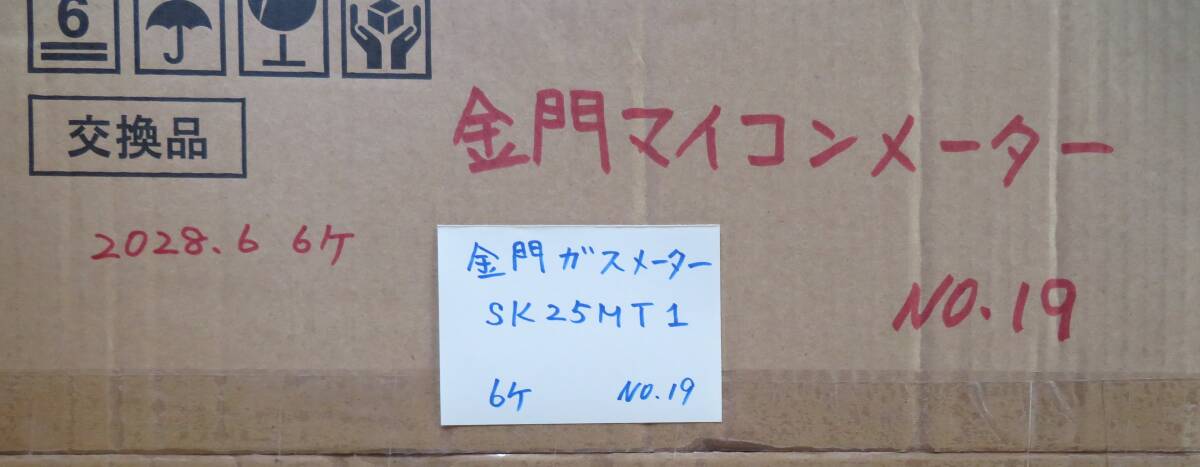 6
交換品
金門マイコンメーター
2028.6 6ケ
NO.19
金門ガスメーター
SK25MT1
6ケ NO.19